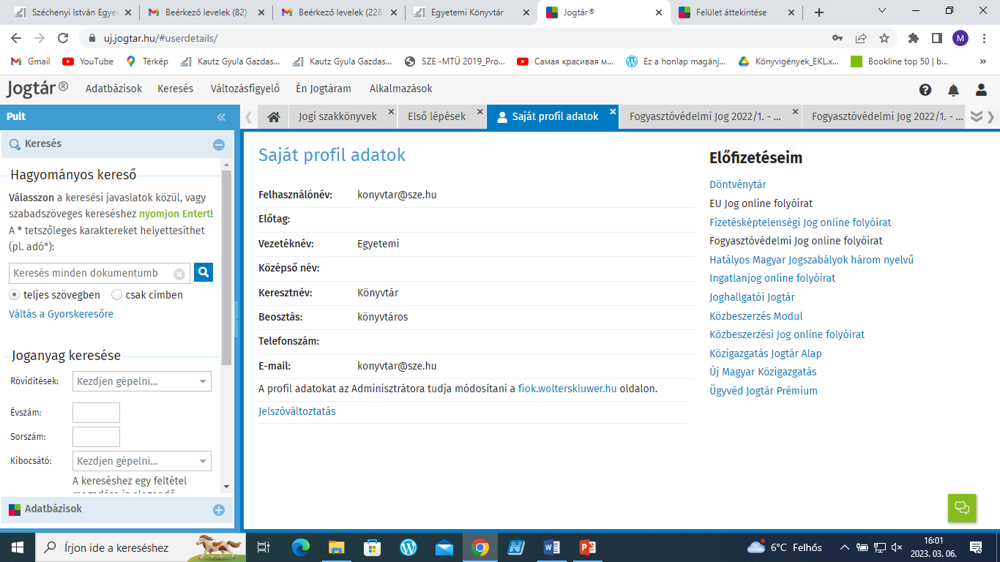 Széchenyi István Egyet
Beérkező levelek (82)
Beérkező levelek (228)
Egyetemi Könyvtár
Jogtár®
Felület áttekintése
uj.jogtar.hu/#userdetails/
M
Gmail
YouTube
Térkép
Kautz Gyula Gazdas...
Kautz Gyula Gazdas...
SZE -MTÜ 2019_Pro...
Самая красивая м...
Ez a honlap magánj...
Könyvigények_EKL.x...
Bookline top 50 | b...
»
Jogtár®
Adatbázisok
Keresés
Változásfigyelő
Én Jogtáram
Alkalmazások
Pult
Jogi szakkönyvek
Első lépések
Saját profil adatok
Fogyasztóvédelmi Jog 2022/1. - ...
Fogyasztóvédelmi Jog 2022/1. - ...
Keresés
Hagyományos kereső
Válasszon a keresési javaslatok közül, vagy
szabadszöveges kereséshez nyomjon Entert!
A * tetszőleges karaktereket helyettesíthet
(pl. adó*):
Keresés minden dokumentumb
teljes szövegben
csak címben
Váltás a Gyorskeresőre
Joganyag keresése
Rövidítések:
Kezdjen gépelni...
Évszám:
Sorszám:
Kibocsátó:
Kezdjen gépelni...
A kereséshez egy feltétel
megadása is elegendő
Adatbázisok
Saját profil adatok
Felhasználónév: konyvtar@sze.hu
Előtag:
Vezetéknév: Egyetemi
Középső név:
Keresztnév: Könyvtár
Beosztás: könyvtáros
Telefonszám:
E-mail: konyvtar@sze.hu
A profil adatokat az Adminisztrátora tudja módosítani a fiok.wolterskluwer.hu oldalon.
Jelszóváltoztatás
Előfizetéseim
Döntvénytár
EU Jog online folyóirat
Fizetésképtelenségi Jog online folyóirat
Fogyasztóvédelmi Jog online folyóirat
Hatályos Magyar Jogszabályok három nyelvű
Ingatlanjog online folyóirat
Joghallgatói Jogtár
Közbeszerzés Modul
Közbeszerzési Jog online folyóirat
Közigazgatás Jogtár Alap
Új Magyar Közigazgatás
Ügyvéd Jogtár Prémium
Írjon ide a kereséshez
6°C Felhős
16:01
2023. 03. 06.